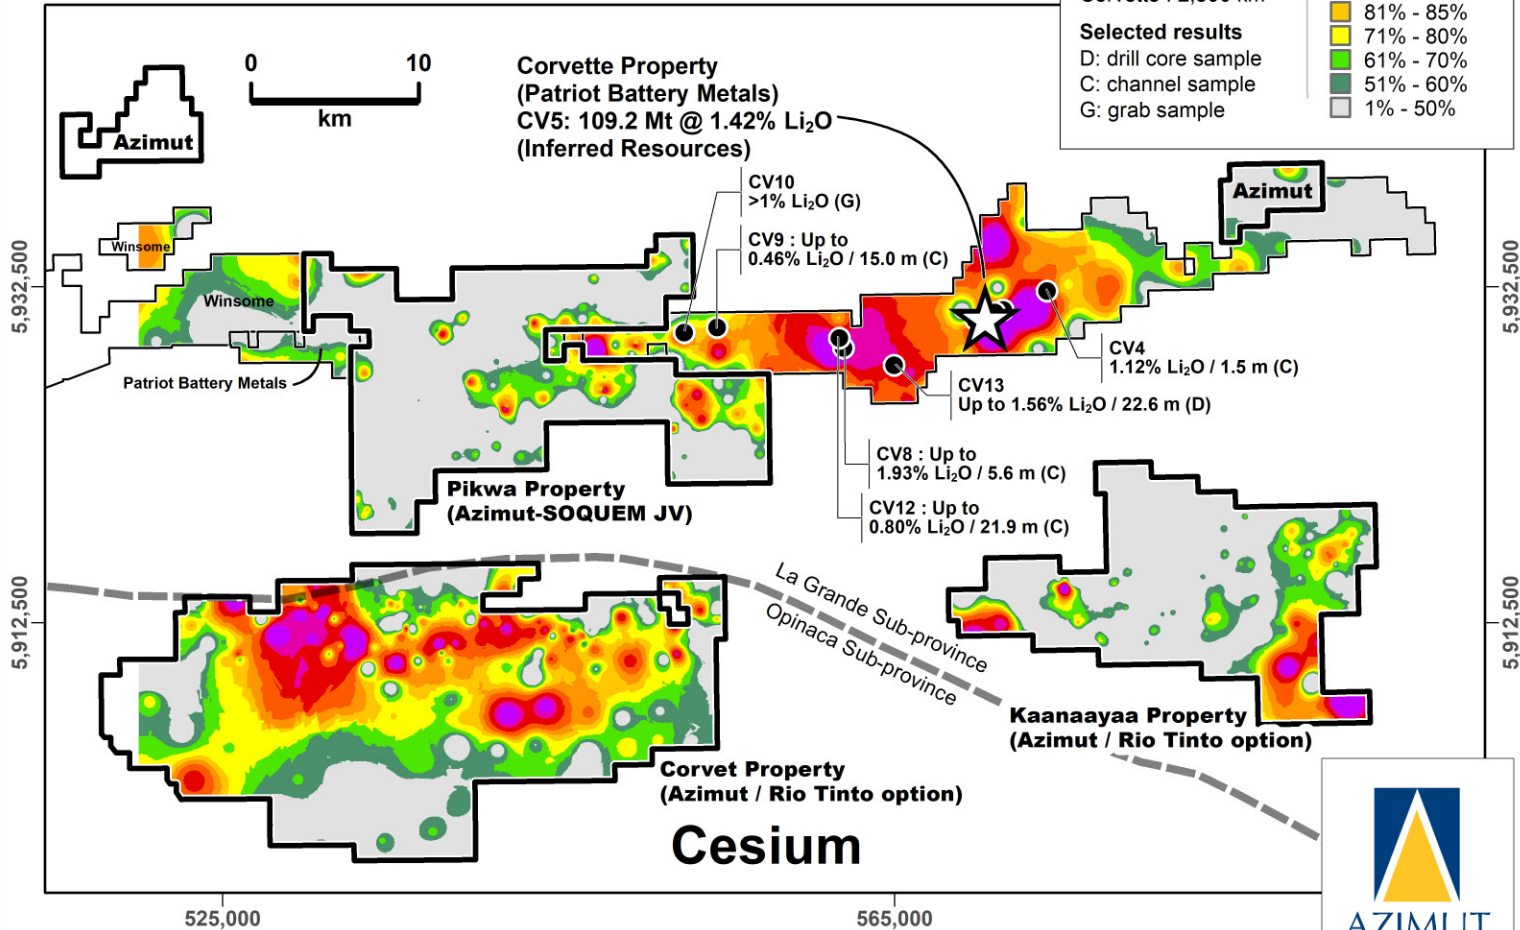 81% - 85%
Selected results
71% - 80%
D: drill core sample
61% - 70%
C: channel sample
51% - 60%
G: grab sample
1% - 50%
0
10
km
Azimut
Corvette Property
(Patriot Battery Metals)
CV5: 109.2 Mt @ 1.42% Li₂O
(Inferred Resources)
CV10
>1% Li₂O (G)
Azimut
Winsome
CV9 : Up to
0.46% Li₂O / 15.0 m (C)
5,932,500
5,932,500
Winsome
CV4
1.12% Li₂O / 1.5 m (C)
Patriot Battery Metals
CV13
Up to 1.56% Li₂O / 22.6 m (D)
CV8 : Up to
1.93% Li₂O / 5.6 m (C)
Pikwa Property
(Azimut-SOQUEM JV)
CV12 : Up to
0.80% Li₂O / 21.9 m (C)
La Grande Sub-province
Opinaca Sub-province
5,912,500
5,912,500
Kaanaayaa Property
(Azimut / Rio Tinto option)
Corvet Property
(Azimut / Rio Tinto option)
Cesium
525,000
565,000
AZIMUT